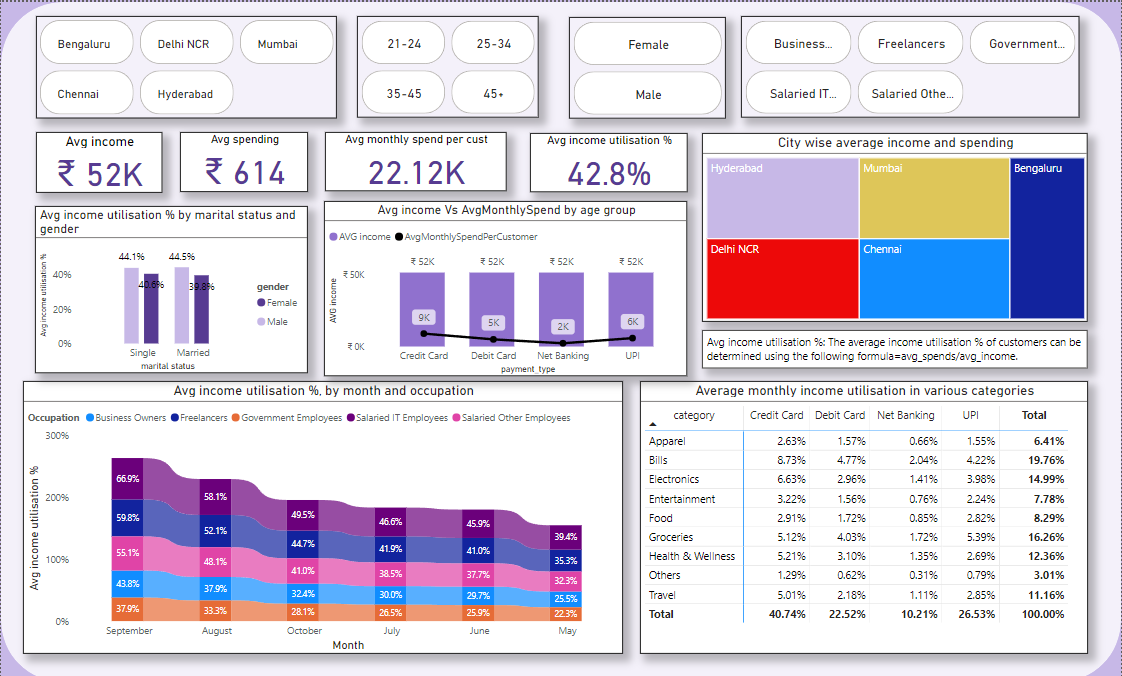 Bengaluru Delhi NCR Mumbai
Chennai Hyderabad
21-24 25-34
35-45 45+
Female
Male
Business... Freelancers Government...
Salaried IT... Salaried Othe...
Avg income
₹ 52K
Avg spending
₹ 614
Avg monthly spend per cust
22.12K
Avg income utilisation %
42.8%
City wise average income and spending
Hyderabad Mumbai Bengaluru
Delhi NCR Chennai
Avg income utilisation %: The average income utilisation % of customers can be
determined using the following formula=avg_spends/avg_income.
Avg income utilisation % by marital status and
gender
Avg income utilisation %
40%
20%
0%
44.1% 40.6% 44.5% 39.8%
Single Married
marital status
gender
Female
Male
Avg income Vs AvgMonthlySpend by age group
AVG income AvgMonthlySpendPerCustomer
AVG income
₹ 50K
₹ 0K
₹ 52K ₹ 52K ₹ 52K ₹ 52K
9K 5K 2K 6K
Credit Card Debit Card Net Banking UPI
payment_type
Avg income utilisation %, by month and occupation
Occupation Business Owners Freelancers Government Employees Salaried IT Employees Salaried Other Employees
Avg income utilisation %
300%
200%
100%
0%
66.9% 58.1% 49.5% 46.6% 45.9% 39.4%
59.8% 52.1% 44.7% 41.9% 41.0% 35.3%
55.1% 48.1% 41.0% 38.5% 37.7% 32.3%
43.8% 37.9% 32.4% 30.0% 29.7% 25.5%
37.9% 33.3% 28.1% 26.5% 25.9% 22.3%
September August October July June May
Month
Average monthly income utilisation in various categories
category Credit Card Debit Card Net Banking UPI Total
Apparel 2.63% 1.57% 0.66% 1.55% 6.41%
Bills 8.73% 4.77% 2.04% 4.22% 19.76%
Electronics 6.63% 2.96% 1.41% 3.98% 14.99%
Entertainment 3.22% 1.56% 0.76% 2.24% 7.78%
Food 2.91% 1.72% 0.85% 2.82% 8.29%
Groceries 5.12% 4.03% 1.72% 5.39% 16.26%
Health & Wellness 5.21% 3.10% 1.35% 2.69% 12.36%
Others 1.29% 0.62% 0.31% 0.79% 3.01%
Travel 5.01% 2.18% 1.11% 2.85% 11.16%
Total 40.74% 22.52% 10.21% 26.53% 100.00%